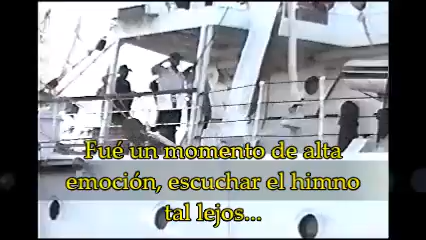 Fué un momento de alta
emoción, escuchar el himno
tal lejos...